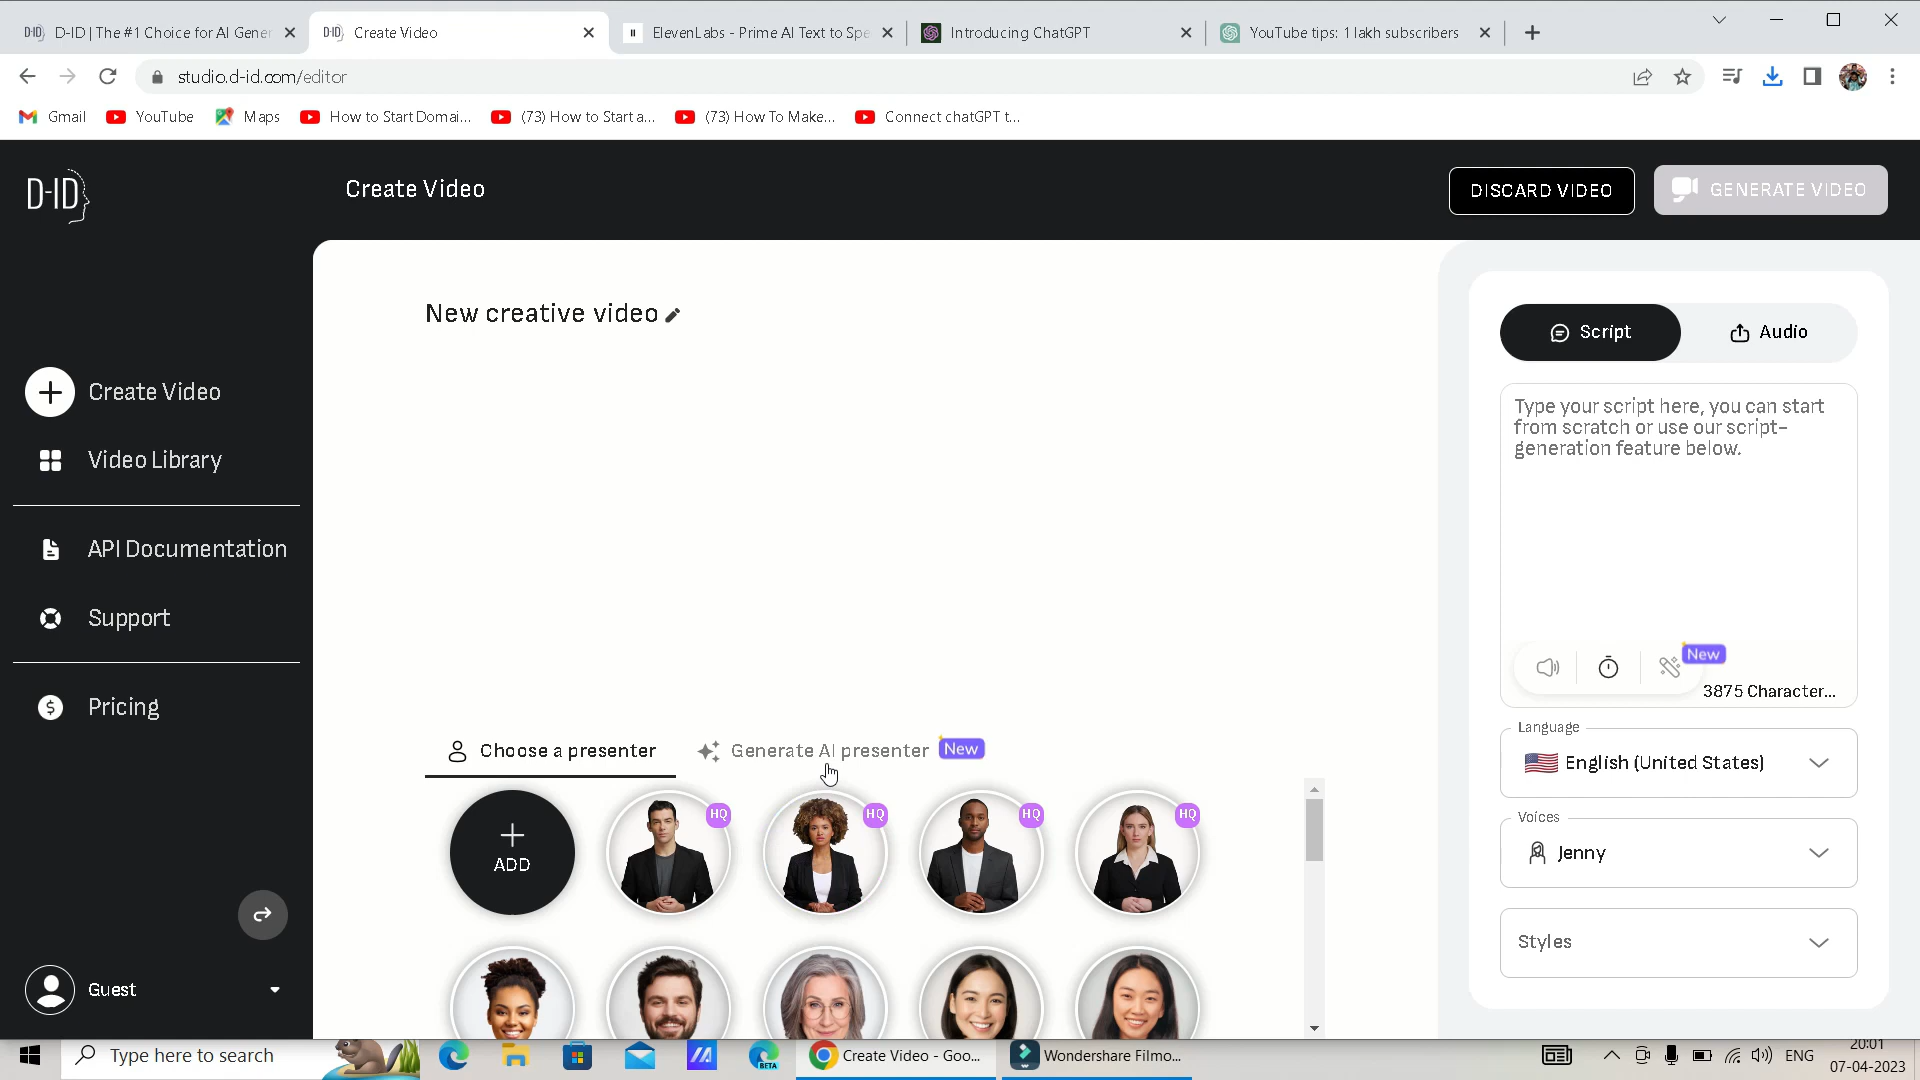 D-ID | The #1 Choice for AI Gener
Create Video
ElevenLabs - Prime AI Text to Spe
Introducing ChatGPT
YouTube tips: 1 lakh subscribers
studio.d-id.com/editor
Gmail
YouTube
Maps
How to Start Domai...
(73) How to Start a...
(73) How To Make...
Connect chatGPT t...
D-ID
Create Video
DISCARD VIDEO
GENERATE VIDEO
New creative video
Create Video
Video Library
API Documentation
Support
Pricing
Guest
Script
Audio
Type your script here, you can start
from scratch or use our script-
generation feature below.
New
3875 Character...
Language
English (United States)
Voices
Jenny
Styles
Choose a presenter
Generate AI presenter
New
ADD
HQ
HQ
HQ
HQ
Type here to search
BETA
Create Video - Goo...
Wondershare Filmo...
ENG
20:01
07-04-2023